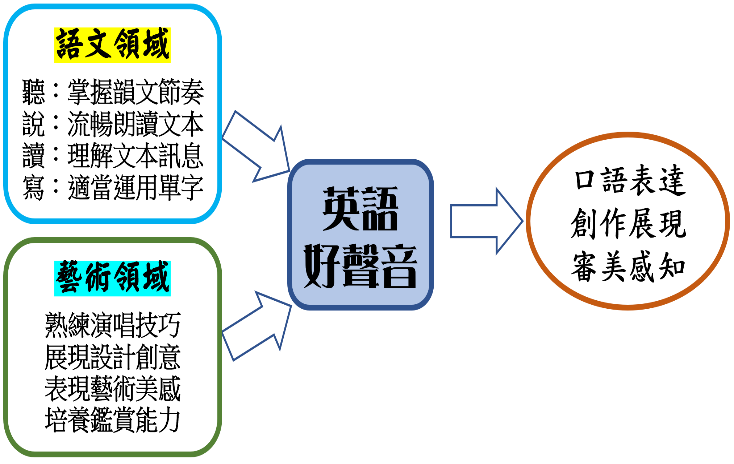 語文領域
聽：掌握韻文節奏
說：流暢朗讀文本
讀：理解文本訊息
寫：適當運用單字
藝術領域
熟練演唱技巧
展現設計創意
表現藝術美感
培養鑑賞能力
英語
好聲音
口語表達
創作展現
審美感知